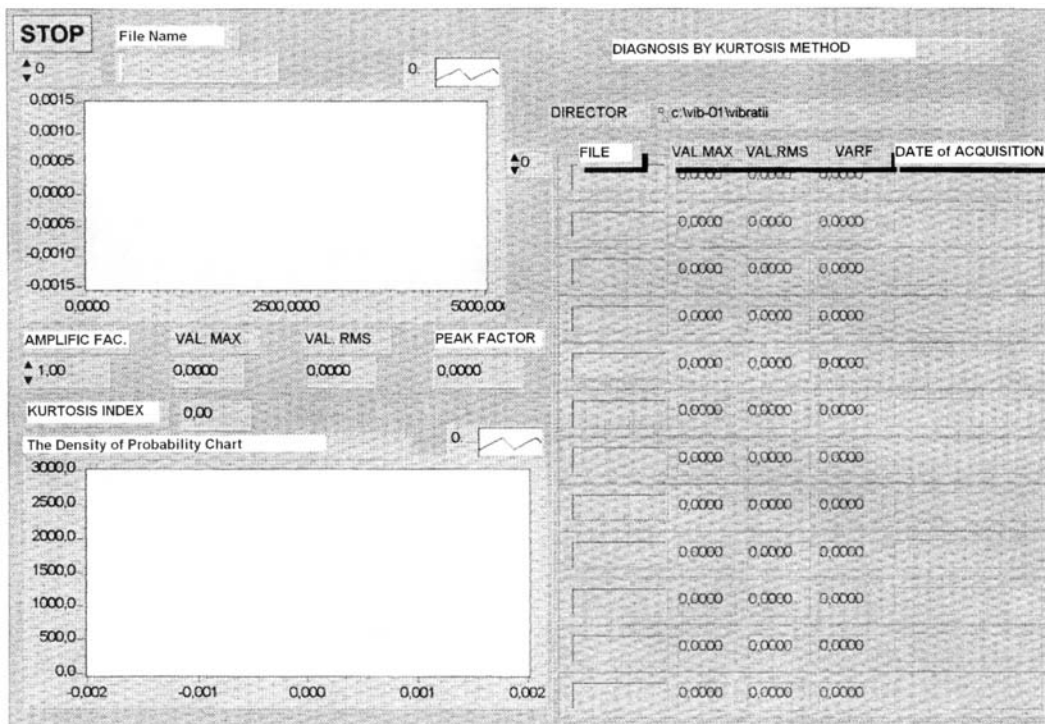 STOP
File Name
DIAGNOSIS BY KURTOSIS METHOD
0
0.
0,0015
0,0010
0,0005
0,0000
-0,0005
-0,0010
-0,0015
0,0000 2500,0000 5000,00
0
DIRECTOR c:\vib-01\vibratii
FILE VAL.MAX VAL.RMS VARF DATE of ACQUISITION
0,0000 0,0000 0,0000
0,0000 0,0000 0,0000
0,0000 0,0000 0,0000
0,0000 0,0000 0,0000
0,0000 0,0000 0,0000
0,0000 0,0000 0,0000
0,0000 0,0000 0,0000
0,0000 0,0000 0,0000
0,0000 0,0000 0,0000
0,0000 0,0000 0,0000
0,0000 0,0000 0,0000
0,0000 0,0000 0,0000
AMPLIFIC FAC. VAL. MAX VAL. RMS PEAK FACTOR
1,00 0,0000 0,0000 0,0000
KURTOSIS INDEX 0,00
The Density of Probability Chart
0.
3000,0
2500,0
2000,0
1500,0
1000,0
500,0
0.0
-0,002 -0,001 0,000 0,001 0,002